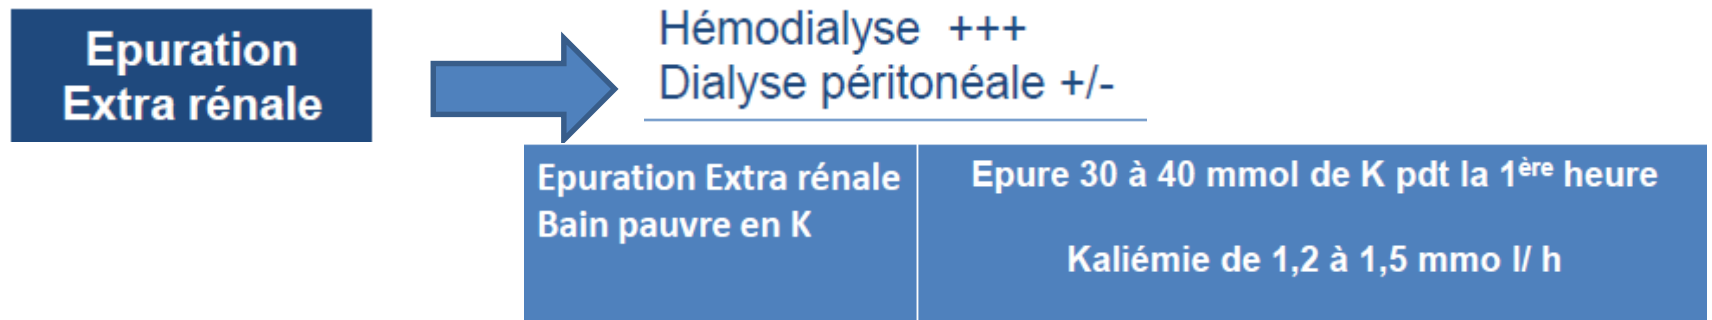 Epuration
Extra rénale
Hémodialyse +++
Dialyse péritonéale +/-
Epuration Extra rénale
Bain pauvre en K
Epure 30 à 40 mmol de K pdt la 1ère heure
Kaliémie de 1,2 à 1,5 mmo l/ h